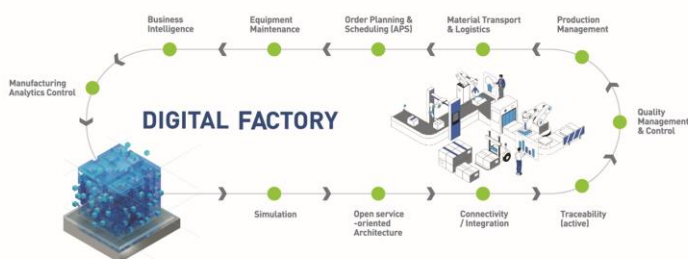 Business
Intelligence
Equipment
Maintenance
Order Planning &
Scheduling (APS)
Material Transport
& Logistics
Production
Management
Manufacturing
Analytics Control
DIGITAL FACTORY
Quality
Management
& Control
Simulation
Open service
-oriented
Architecture
Connectivity
/ Integration
Traceability
(active)